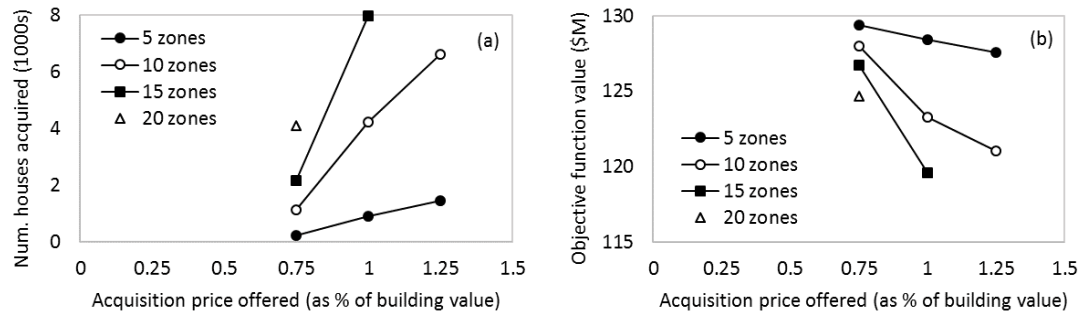 Num. houses acquired (1000s)
8
6
4
2
0
(a)
5 zones
10 zones
15 zones
20 zones
0 0.25 0.5 0.75 1 1.25 1.5
Acquisition price offered (as % of building value)
Objective function value ($M)
130
125
120
115
(b)
5 zones
10 zones
15 zones
20 zones
0 0.25 0.5 0.75 1 1.25 1.5
Acquisition price offered (as % of building value)